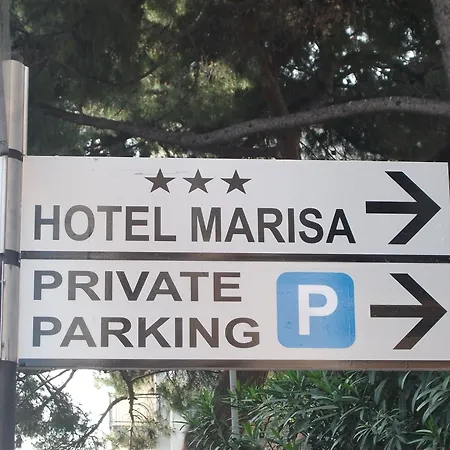 ★★★
HOTEL MARISA →
PRIVATE
PARKING P →